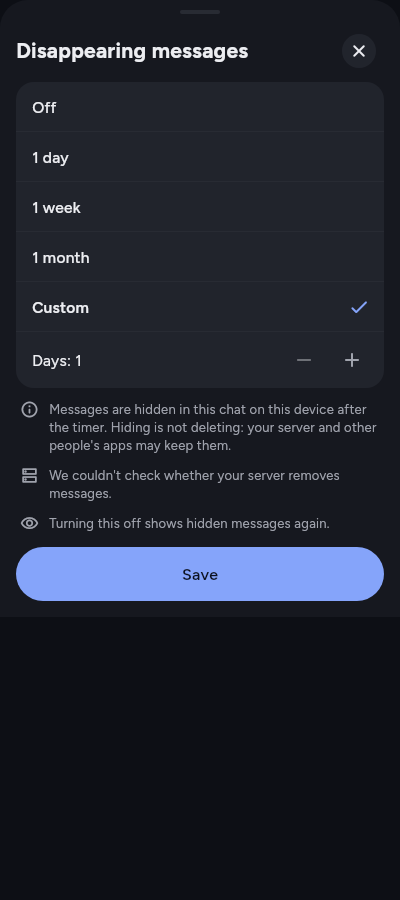 Disappearing messages
Off
1 day
1 week
1 month
Custom
Days: 1
Messages are hidden in this chat on this device after
the timer. Hiding is not deleting: your server and other
people's apps may keep them.
We couldn't check whether your server removes
messages.
Turning this off shows hidden messages again.
Save